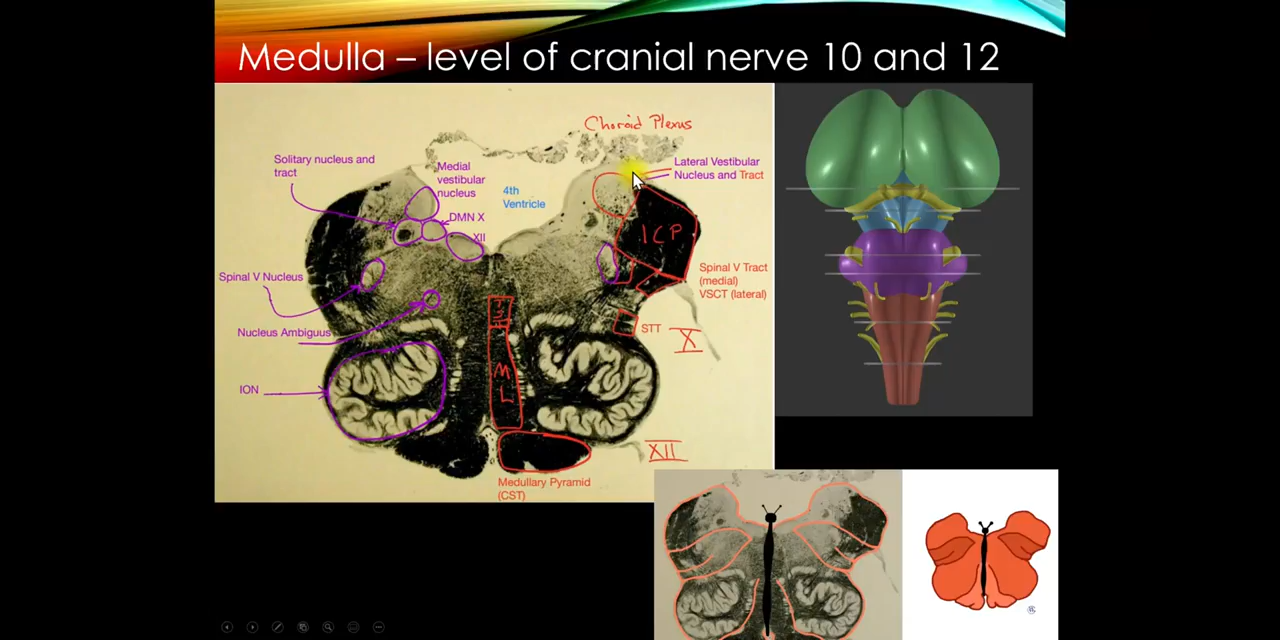 Medulla – level of cranial nerve 10 and 12
Choroid Plexus
Solitary nucleus and
tract
Medial
vestibular
nucleus
4th
Ventricle
Lateral Vestibular
Nucleus and Tract
DMN X
XII
ICP
Spinal V Nucleus
Spinal V Tract
(medial)
VSCT (lateral)
Nucleus Ambiguus
STT
X
ML
ION
XII
Medullary Pyramid
(CST)